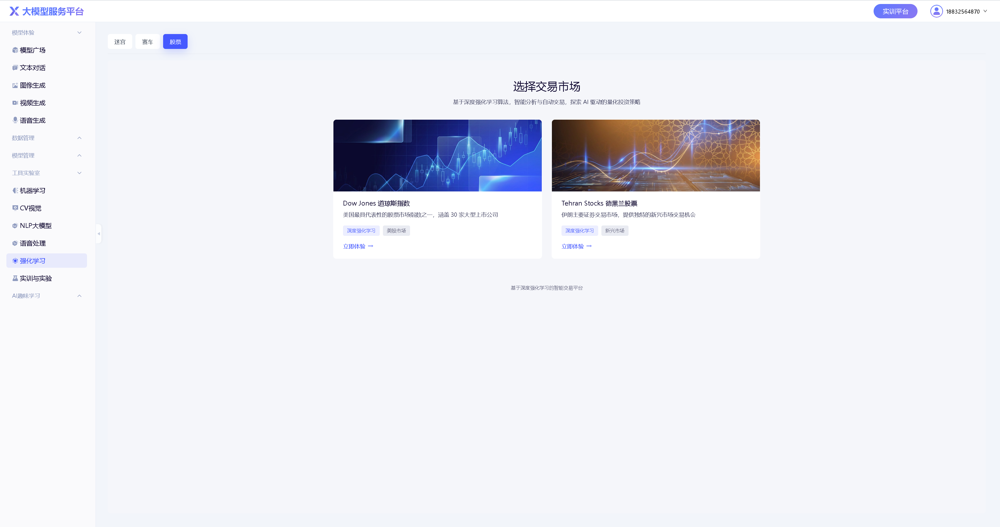 大模型服务平台
实训平台
18832564870
模型体验
模型广场
文本对话
图像生成
视频生成
语音生成
数据管理
模型管理
工具实验室
机器学习
CV视觉
NLP大模型
语音处理
强化学习
实训与实验
AI趣味学习
迷宫
赛车
股票
选择交易市场
基于深度强化学习算法，智能分析与自动交易，探索 AI 驱动的量化投资策略
Dow Jones 道琼斯指数
美国最具代表性的股票市场指数之一，涵盖 30 家大型上市公司
深度强化学习
美股市场
立即体验 →
Tehran Stocks 德黑兰股票
伊朗主要证券交易市场，提供独特的新兴市场交易机会
深度强化学习
新兴市场
立即体验 →
基于深度强化学习的智能交易平台